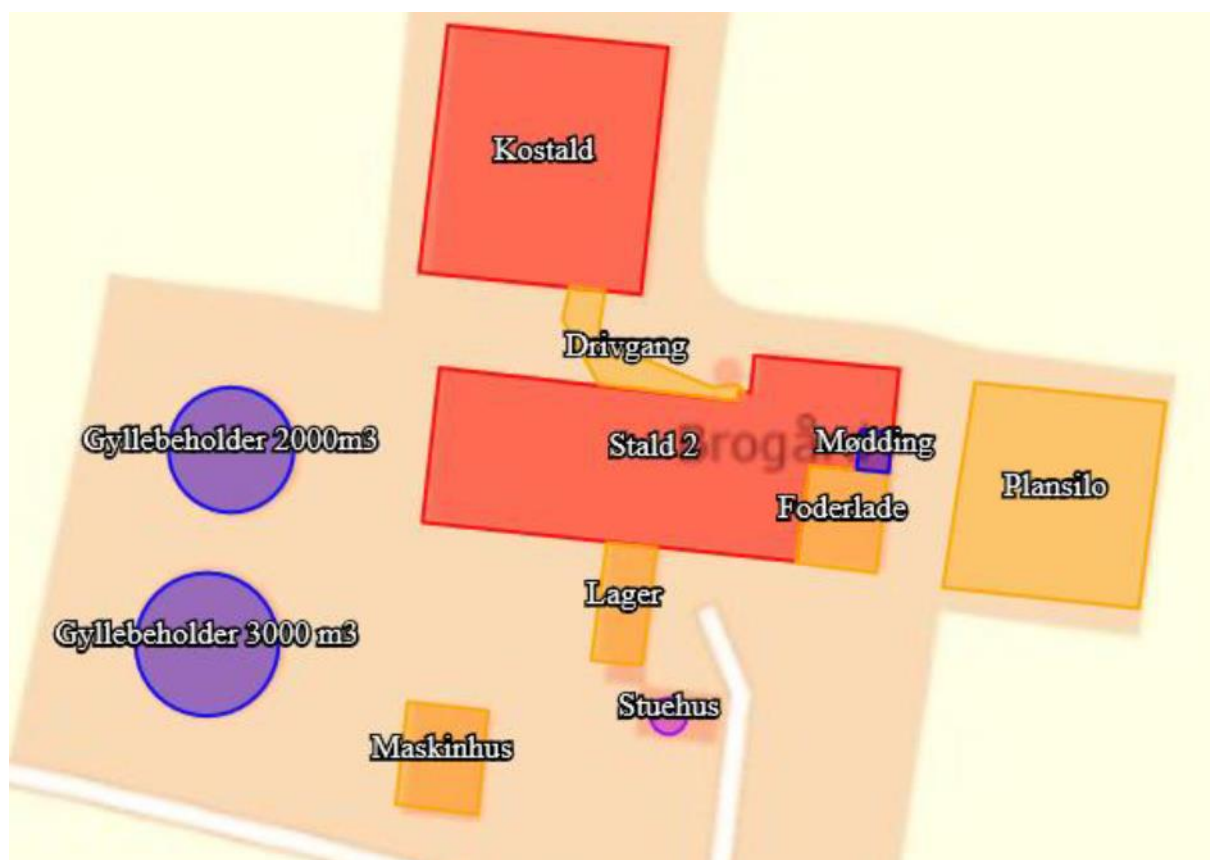 Kostald
Drivgang
Gyllebeholder 2000m3
Stald 2
Mødding
Plansilo
Foderlade
Lager
Gyllebeholder 3000 m3
Stuehus
Maskinhus